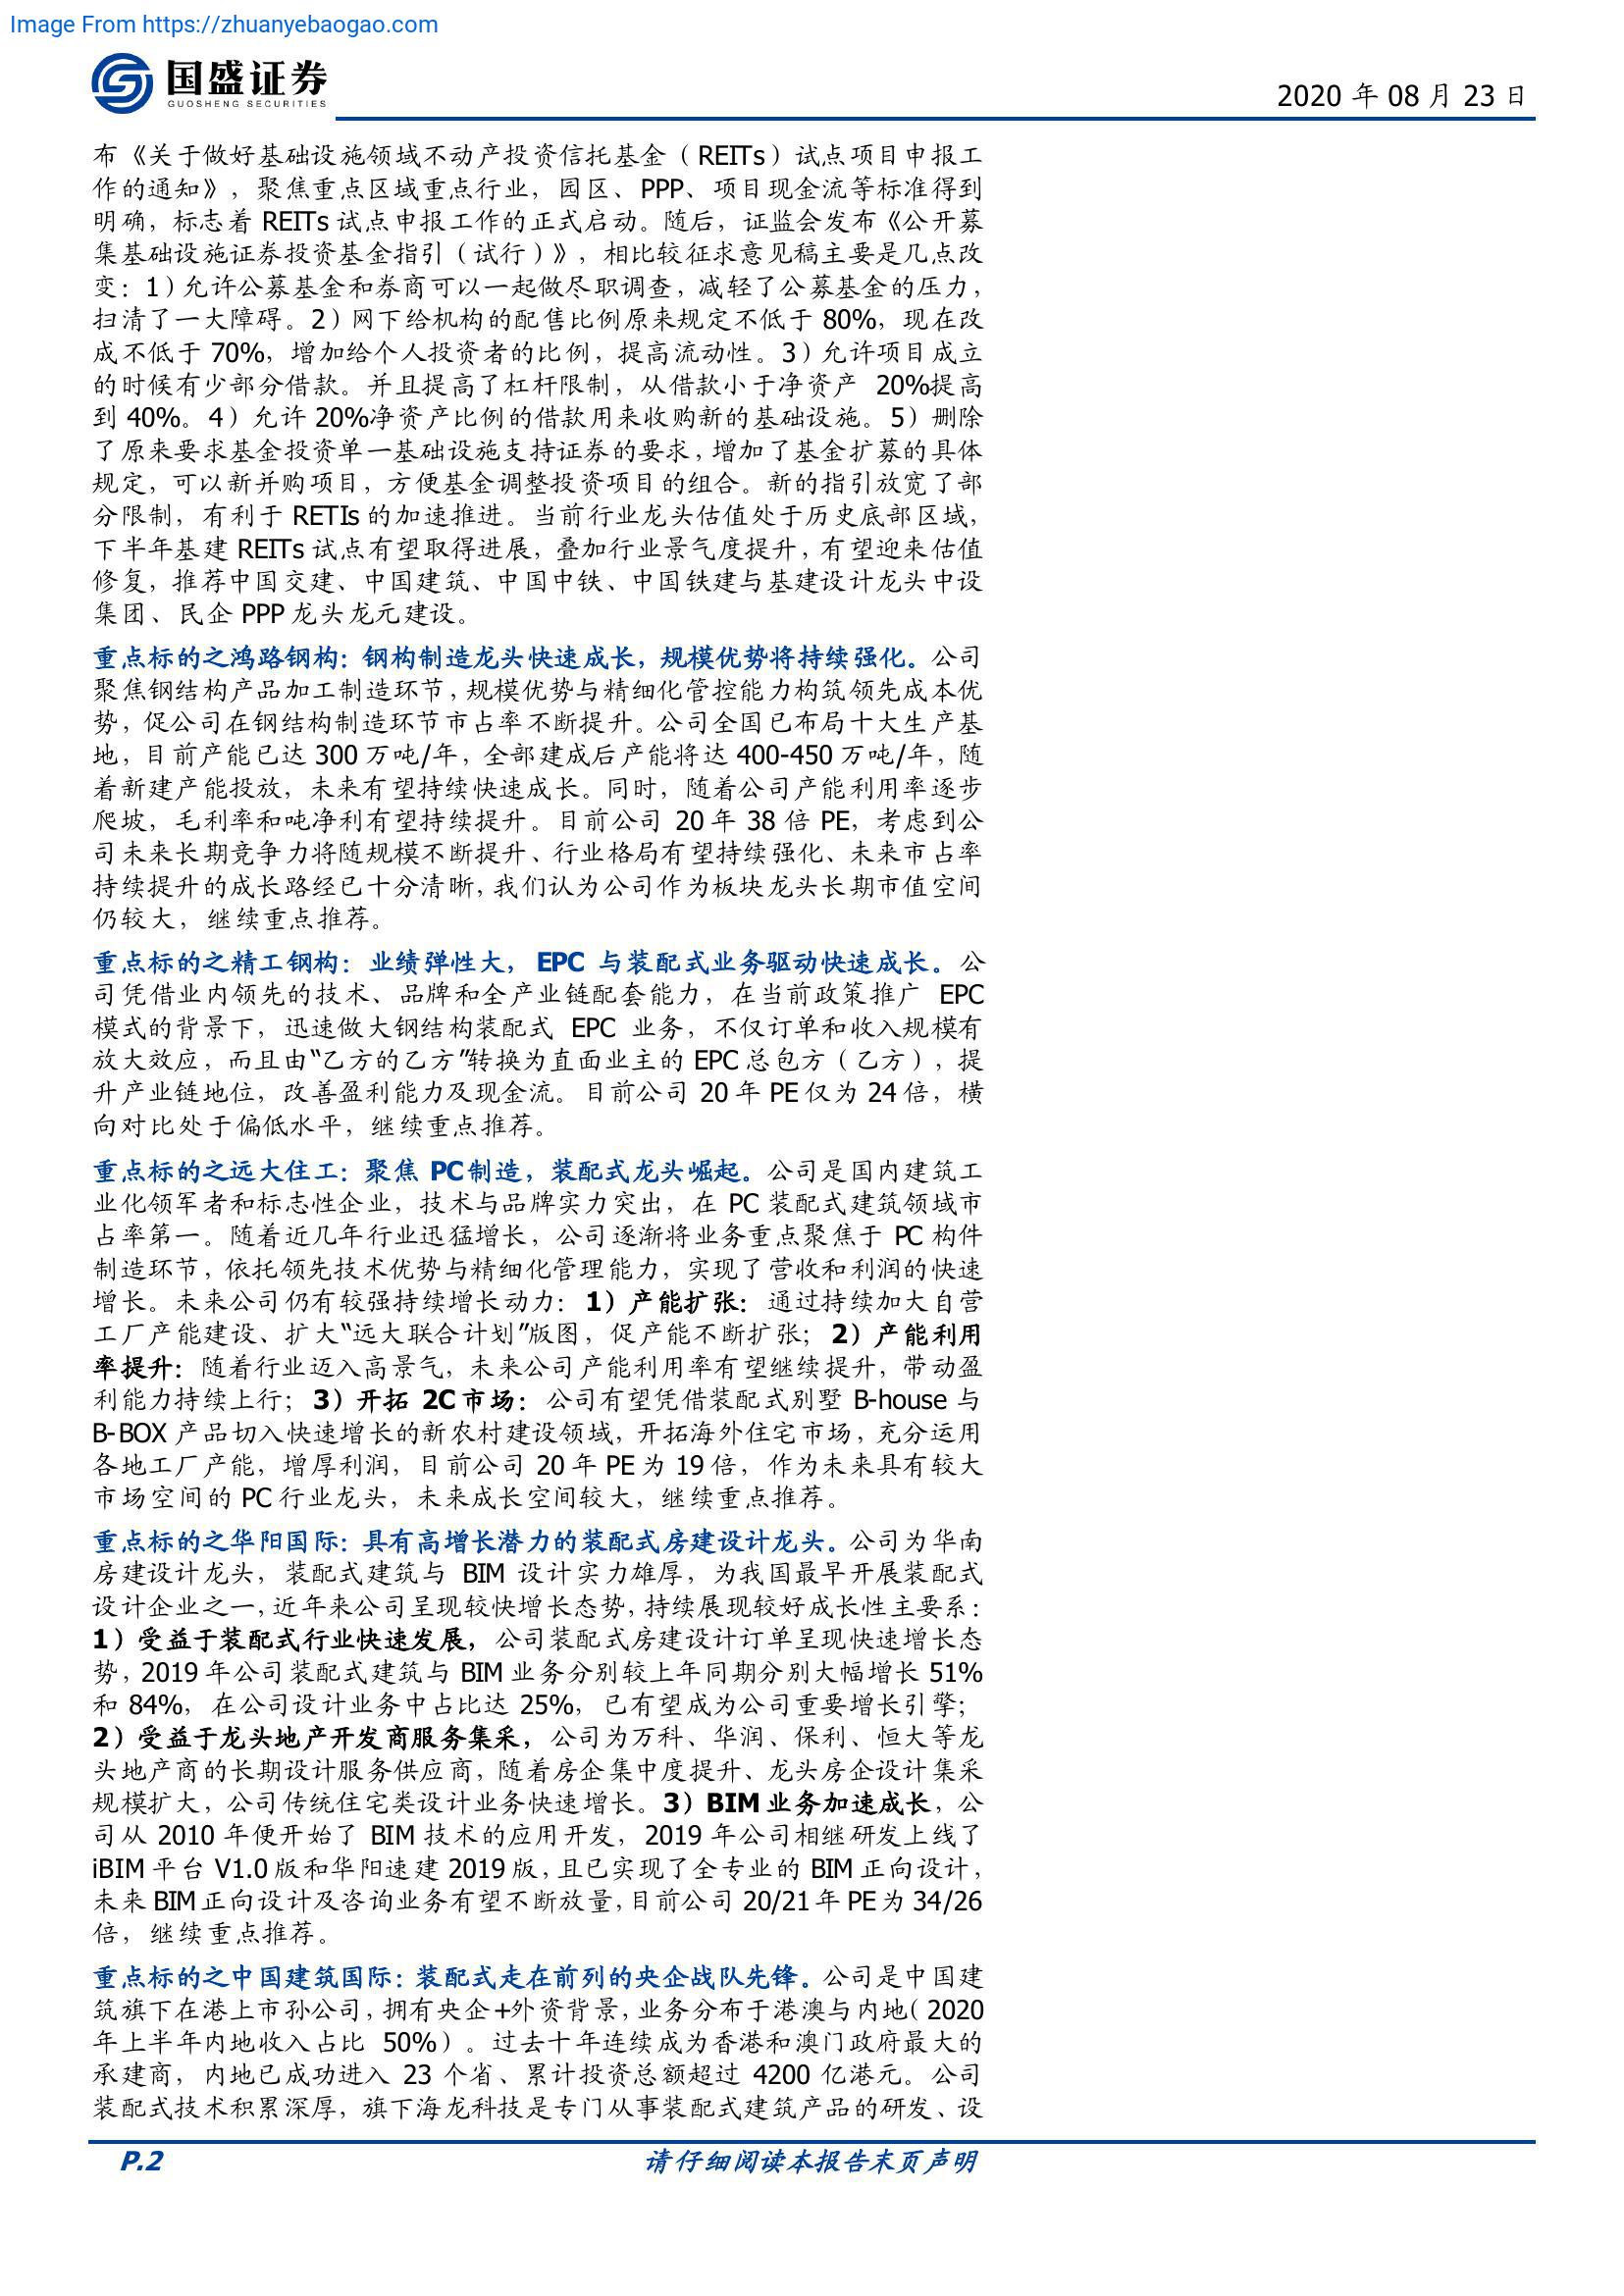 Image From https://zhuanyebaogao.com
国盛证券
GUOSHENG SECURITIES
2020 年 08 月 23 日
布《关于做好基础设施领域不动产投资信托基金（REITs）试点项目申报工
作的通知》，聚焦重点区域重点行业，园区、PPP、项目现金流等标准得到
明确，标志着 REITs 试点申报工作的正式启动。随后，证监会发布《公开募
集基础设施证券投资基金指引（试行）》，相比较征求意见稿主要是几点改
变：1）允许公募基金和券商可以一起做尽职调查，减轻了公募基金的压力，
扫清了一大障碍。2）网下给机构的配售比例原来规定不低于 80%，现在改
成不低于 70%，增加给个人投资者的比例，提高流动性。3）允许项目成立
的时候有少部分借款。并且提高了杠杆限制，从借款小于净资产 20%提高
到 40%。4）允许 20%净资产比例的借款用来收购新的基础设施。5）删除
了原来要求基金投资单一基础设施支持证券的要求，增加了基金扩募的具体
规定，可以新并购项目，方便基金调整投资项目的组合。新的指引放宽了部
分限制，有利于 RETIs 的加速推进。当前行业龙头估值处于历史底部区域，
下半年基建 REITs 试点有望取得进展，叠加行业景气度提升，有望迎来估值
修复，推荐中国交建、中国建筑、中国中铁、中国铁建与基建设计龙头中设
集团、民企 PPP 龙头龙元建设。
重点标的之鸿路钢构：钢构制造龙头快速成长，规模优势将持续强化。公司
聚焦钢结构产品加工制造环节，规模优势与精细化管控能力构筑领先成本优
势，促公司在钢结构制造环节市占率不断提升。公司全国已布局十大生产基
地，目前产能已达 300 万吨/年，全部建成后产能将达 400-450 万吨/年，随
着新建产能投放，未来有望持续快速成长。同时，随着公司产能利用率逐步
爬坡，毛利率和吨净利有望持续提升。目前公司 20 年 38 倍 PE，考虑到公
司未来长期竞争力将随规模不断提升、行业格局有望持续强化、未来市占率
持续提升的成长路经已十分清晰，我们认为公司作为板块龙头长期市值空间
仍较大，继续重点推荐。
重点标的之精工钢构：业绩弹性大，EPC 与装配式业务驱动快速成长。公
司凭借业内领先的技术、品牌和全产业链配套能力，在当前政策推广 EPC
模式的背景下，迅速做大钢结构装配式 EPC 业务，不仅订单和收入规模有
放大效应，而且由“乙方的乙方”转换为直面业主的 EPC 总包方（乙方），提
升产业链地位，改善盈利能力及现金流。目前公司 20 年 PE 仅为 24 倍，横
向对比处于偏低水平，继续重点推荐。
重点标的之远大住工：聚焦 PC 制造，装配式龙头崛起。公司是国内建筑工
业化领军者和标志性企业，技术与品牌实力突出，在 PC 装配式建筑领域市
占率第一。随着近几年行业迅猛增长，公司逐渐将业务重点聚焦于 PC 构件
制造环节，依托领先技术优势与精细化管理能力，实现了营收和利润的快速
增长。未来公司仍有较强持续增长动力：1）产能扩张：通过持续加大自营
工厂产能建设、扩大“远大联合计划”版图，促产能不断扩张；2）产能利用
率提升：随着行业迈入高景气，未来公司产能利用率有望继续提升，带动盈
利能力持续上行；3）开拓 2C 市场：公司有望凭借装配式别墅 B-house 与
B-BOX 产品切入快速增长的新农村建设领域，开拓海外住宅市场，充分运用
各地工厂产能，增厚利润，目前公司 20 年 PE 为 19 倍，作为未来具有较大
市场空间的 PC 行业龙头，未来成长空间较大，继续重点推荐。
重点标的之华阳国际：具有高增长潜力的装配式房建设计龙头。公司为华南
房建设计龙头，装配式建筑与 BIM 设计实力雄厚，为我国最早开展装配式
设计企业之一，近年来公司呈现较快增长态势，持续展现较好成长性主要系：
1）受益于装配式行业快速发展，公司装配式房建设计订单呈现快速增长态
势，2019 年公司装配式建筑与 BIM 业务分别较上年同期分别大幅增长 51%
和 84%，在公司设计业务中占比达 25%，已有望成为公司重要增长引擎；
2）受益于龙头地产开发商服务集采，公司为万科、华润、保利、恒大等龙
头地产商的长期设计服务供应商，随着房企集中度提升、龙头房企设计集采
规模扩大，公司传统住宅类设计业务快速增长。3）BIM 业务加速成长，公
司从 2010 年便开始了 BIM 技术的应用开发，2019 年公司相继研发上线了
iBIM 平台 V1.0 版和华阳速建 2019 版，且已实现了全专业的 BIM 正向设计，
未来 BIM 正向设计及咨询业务有望不断放量，目前公司 20/21 年 PE 为 34/26
倍，继续重点推荐。
重点标的之中国建筑国际：装配式走在前列的央企战队先锋。公司是中国建
筑旗下在港上市孙公司，拥有央企+外资背景，业务分布于港澳与内地（2020
年上半年内地收入占比 50%）。过去十年连续成为香港和澳门政府最大的
承建商，内地已成功进入 23 个省、累计投资总额超过 4200 亿港元。公司
装配式技术积累深厚，旗下海龙科技是专门从事装配式建筑产品的研发、设
P.2
请仔细阅读本报告末页声明